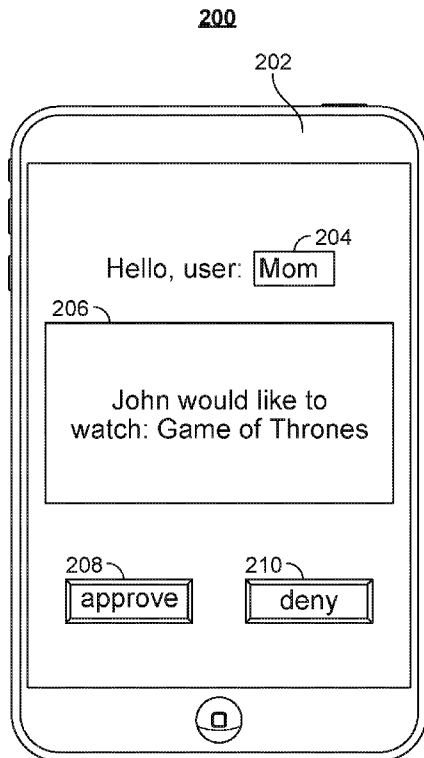 200
202
204
Hello, user: Mom
206
John would like to
watch: Game of Thrones
208
210
approve
deny